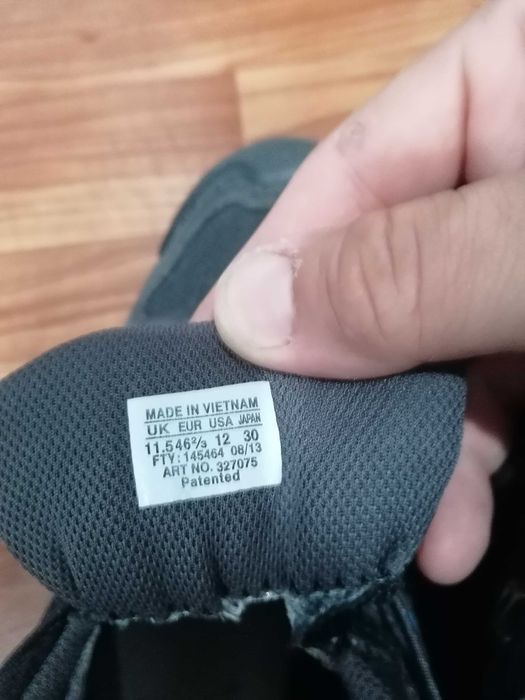 MADE IN VIETNAM
UK EUR USA JAPAN
11.5 46⅔ 12 30
FTY: 145464 08/13
ART NO. 327075
Patented